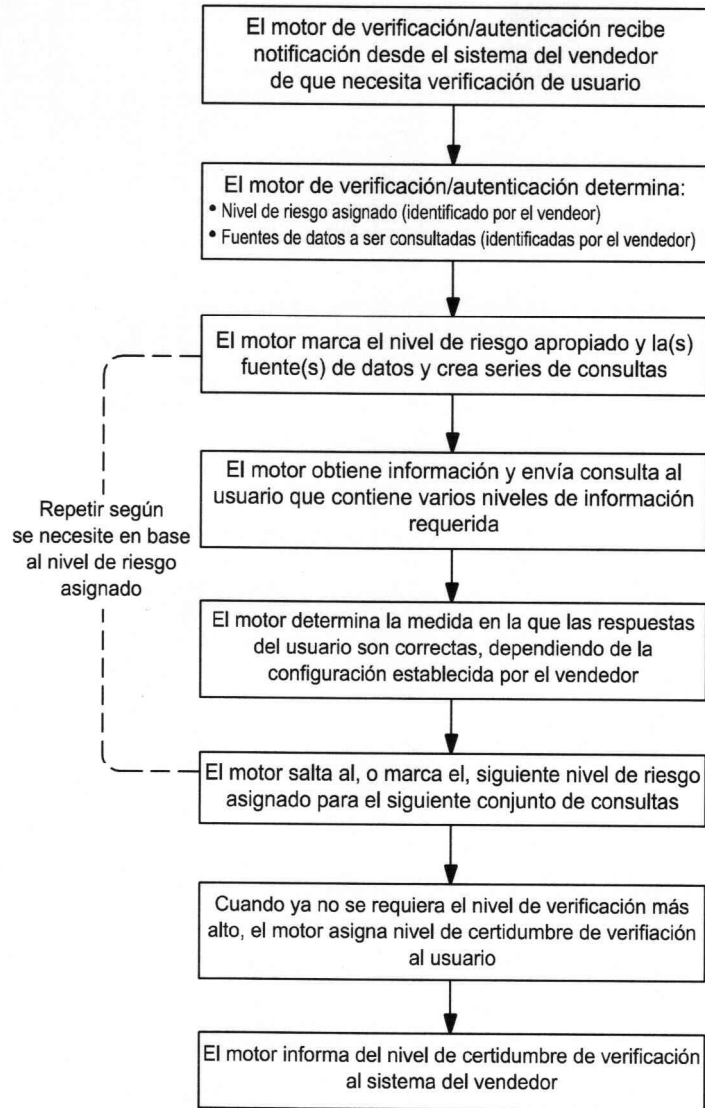 El motor de verificación/autenticación recibe
notificación desde el sistema del vendedor
de que necesita verificación de usuario
El motor de verificación/autenticación determina:
• Nivel de riesgo asignado (identificado por el vendeor)
• Fuentes de datos a ser consultadas (identificadas por el vendedor)
El motor marca el nivel de riesgo apropiado y la(s)
fuente(s) de datos y crea series de consultas
El motor obtiene información y envía consulta al
usuario que contiene varios niveles de información
requerida
Repetir según
se necesite en base
al nivel de riesgo
asignado
El motor determina la medida en la que las respuestas
del usuario son correctas, dependiendo de la
configuración establecida por el vendedor
El motor salta al, o marca el, siguiente nivel de riesgo
asignado para el siguiente conjunto de consultas
Cuando ya no se requiera el nivel de verificación más
alto, el motor asigna nivel de certidumbre de verifiación
al usuario
El motor informa del nivel de certidumbre de verificación
al sistema del vendedor